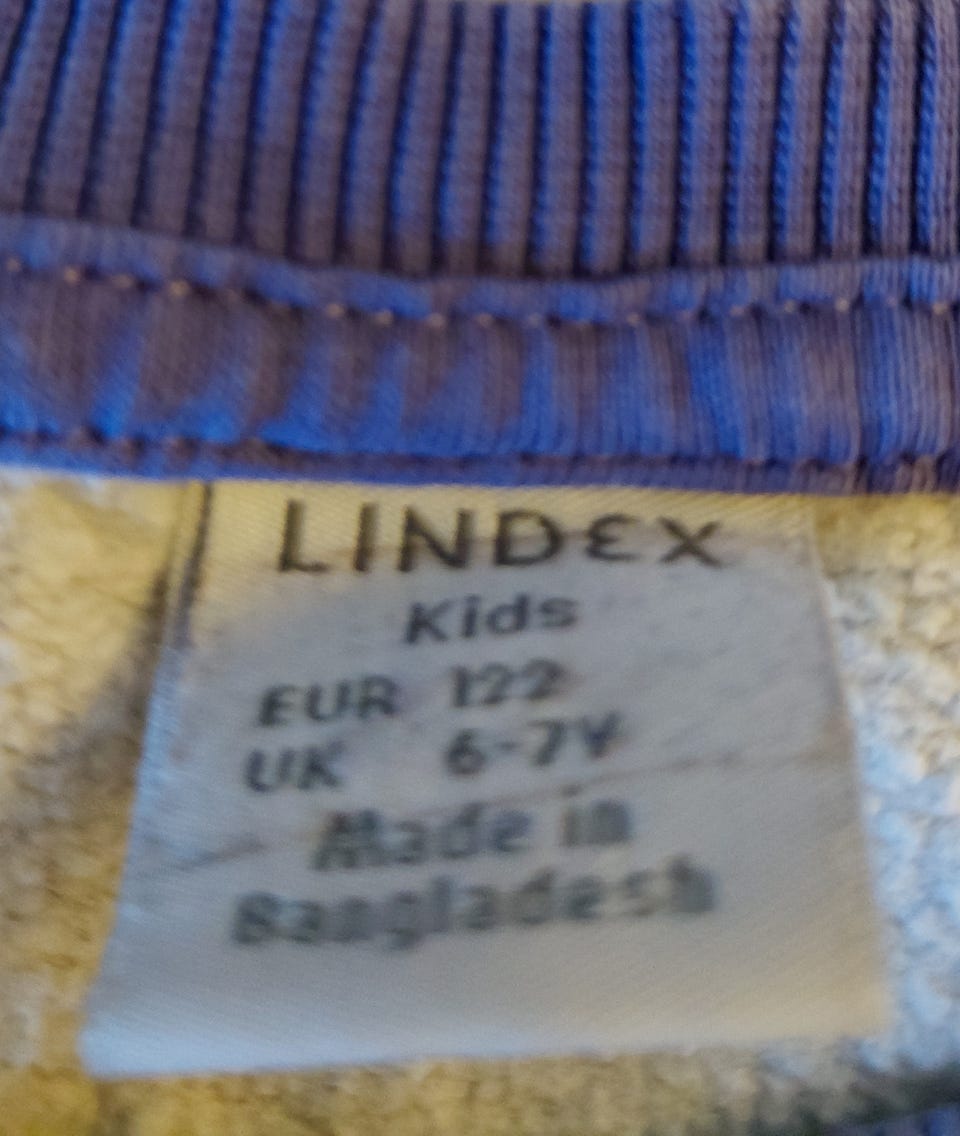 LINDEX
Kids
EUR 122
UK 6-7Y
Made in
Bangladesh